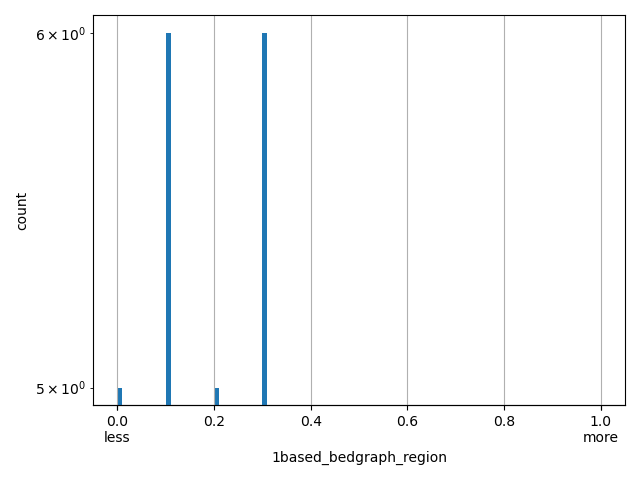 6 × 10⁰
count
5 × 10⁰
0.0 0.2 0.4 0.6 0.8 1.0
less more
1based_bedgraph_region